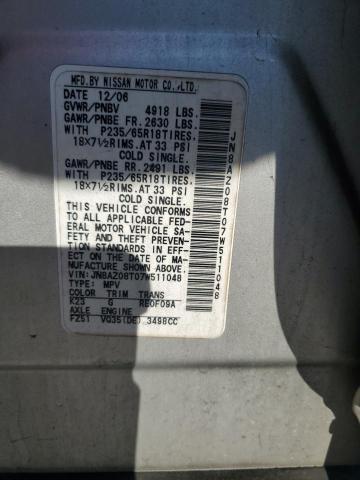 MFD.BY NISSAN MOTOR CO.,LTD.
DATE 12/06
GVWR/PNBV 4918 LBS.
GAWR/PNBE FR. 2630 LBS.
WITH P235/65R18TIRES,
18X7½RIMS.AT 33 PSI
COLD SINGLE.
GAWR/PNBE RR. 2491 LBS.
WITH P235/65R18TIRES,
18X7½RIMS.AT 33 PSI
COLD SINGLE.
THIS VEHICLE CONFORMS
TO ALL APPLICABLE FED-
ERAL MOTOR VEHICLE SA-
FETY AND THEFT PREVENTION
STANDARDS IN EFF-
ECT ON THE DATE OF MA-
NUFACTURE SHOWN ABOVE.
VIN:JN8AZ08T07W511048
TYPE: MPV
COLOR TRIM TRANS
K23 G RE0F09A
AXLE ENGINE
FZ51 VQ35(DE) 3498CC
JN8AZ08T07W511048